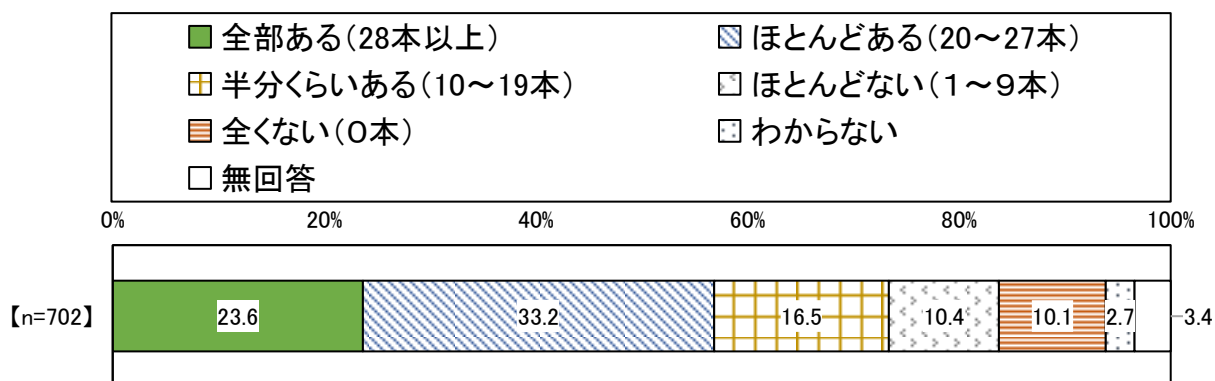 全部ある(28本以上) ほとんどある(20～27本)
半分くらいある(10～19本) ほとんどない(１～９本)
全くない(０本) わからない
無回答
0% 20% 40% 60% 80% 100%
【n=702】 23.6 33.2 16.5 10.4 10.1 2.7 3.4